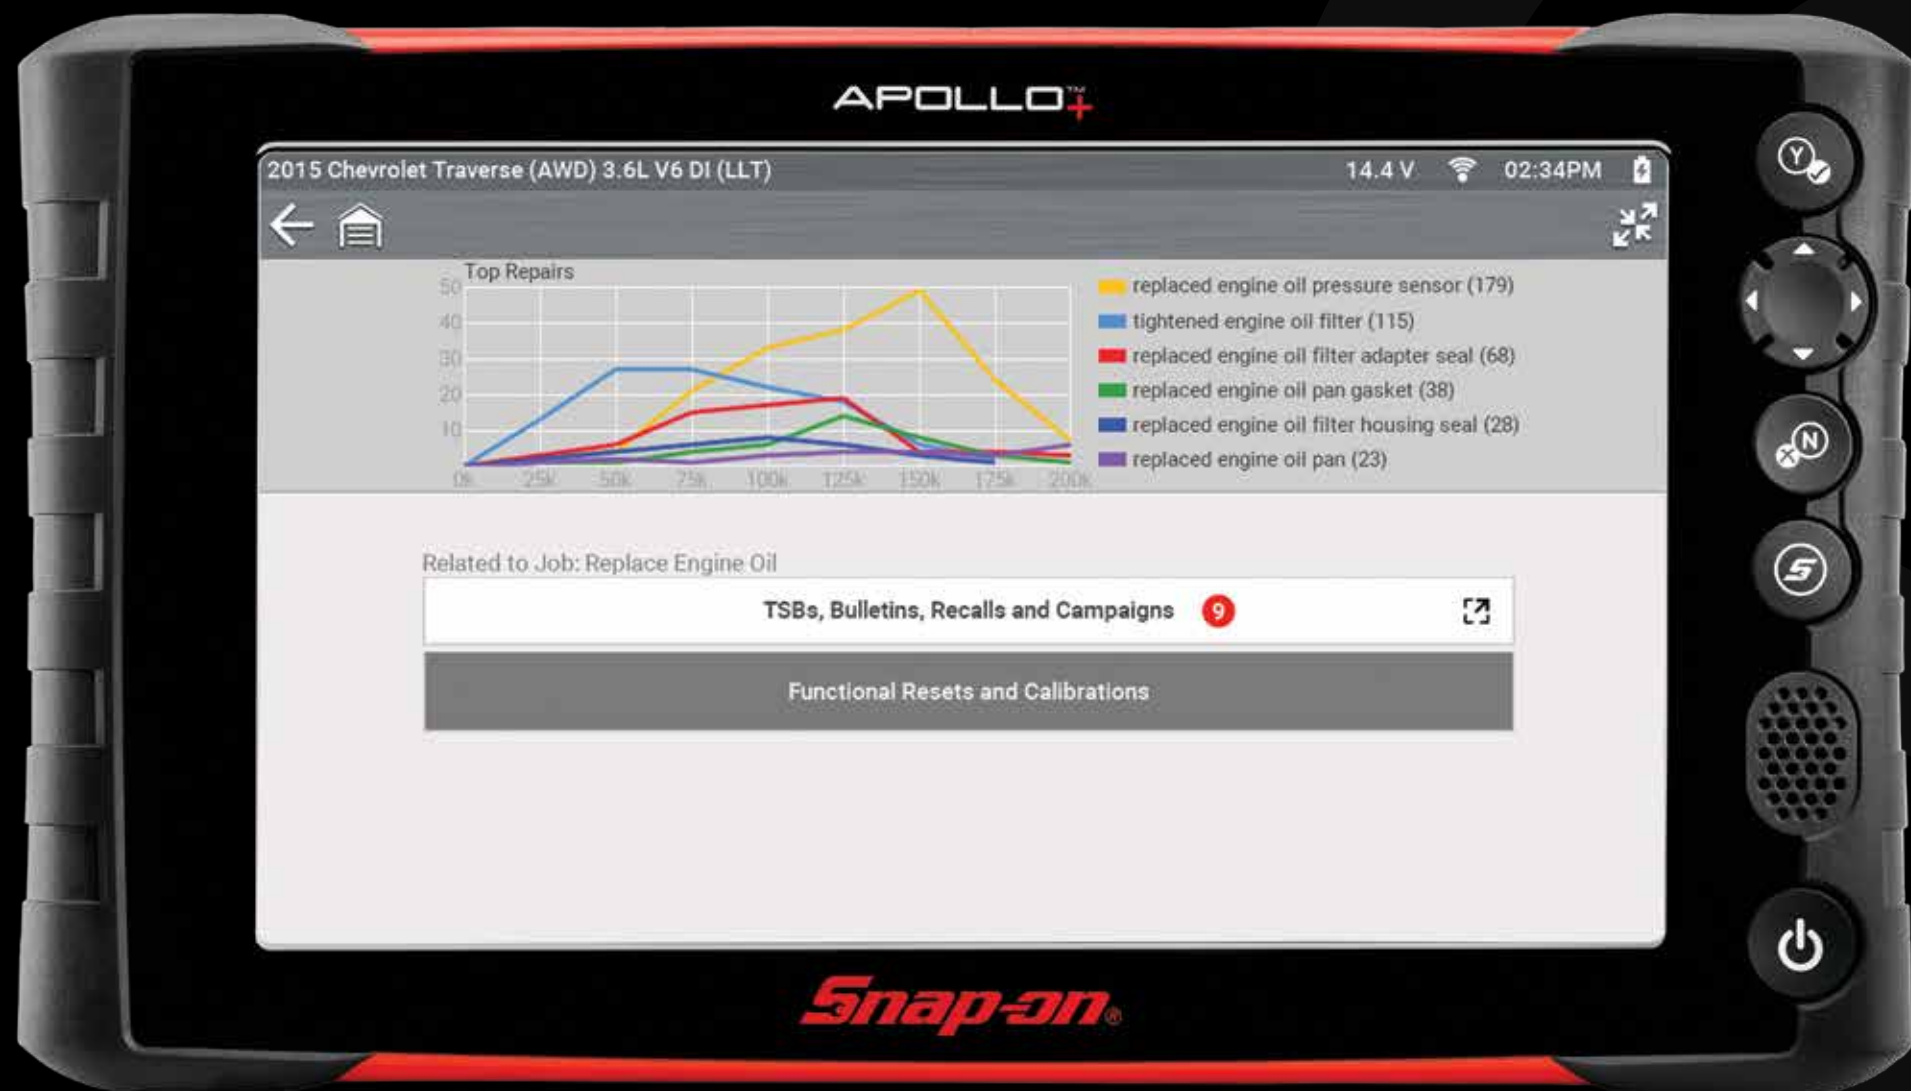 APOLLO+™
2015 Chevrolet Traverse (AWD) 3.6L V6 DI (LLT)
14.4 V
02:34PM
Top Repairs
50
40
30
20
10
0k 25k 50k 75k 100k 125k 150k 175k 200k
replaced engine oil pressure sensor (179)
tightened engine oil filter (115)
replaced engine oil filter adapter seal (68)
replaced engine oil pan gasket (38)
replaced engine oil filter housing seal (28)
replaced engine oil pan (23)
Related to Job: Replace Engine Oil
TSBs, Bulletins, Recalls and Campaigns 9
Functional Resets and Calibrations
Y
N
S
Snap-on®